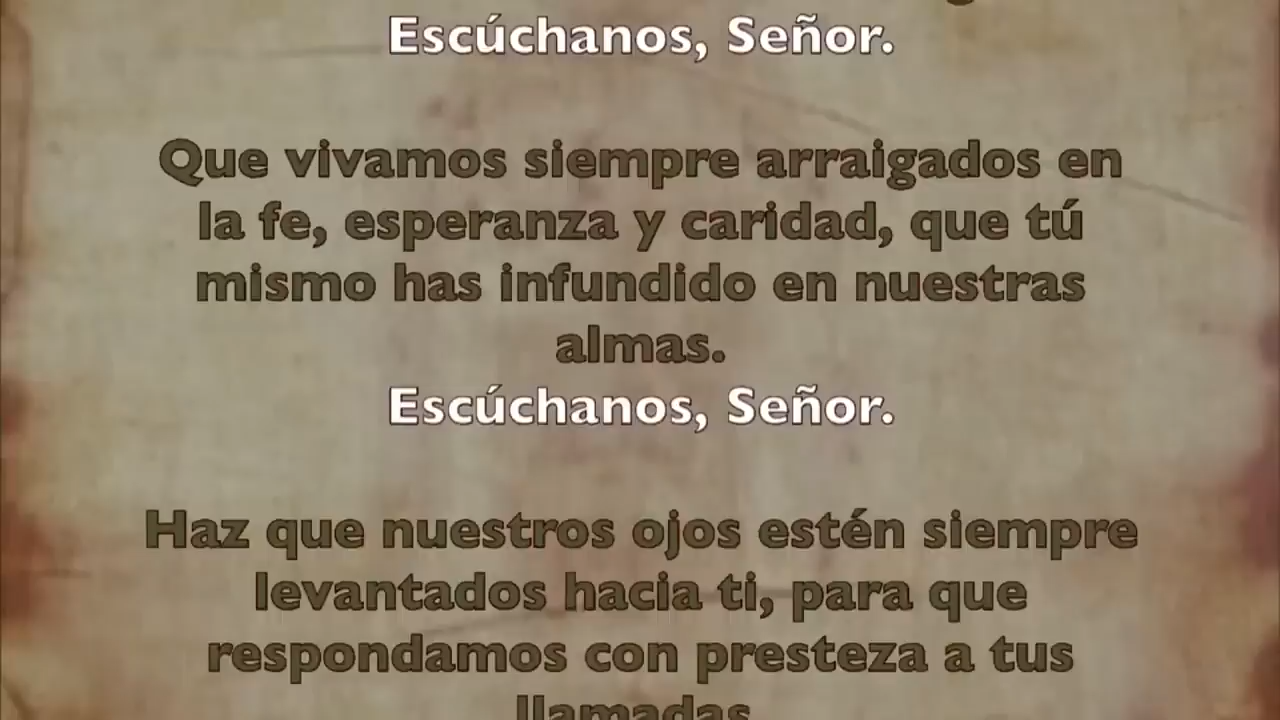 Escúchanos, Señor.
Que vivamos siempre arraigados en
la fe, esperanza y caridad, que tú
mismo has infundido en nuestras
almas.
Escúchanos, Señor.
Haz que nuestros ojos estén siempre
levantados hacia ti, para que
respondamos con presteza a tus
llamadas